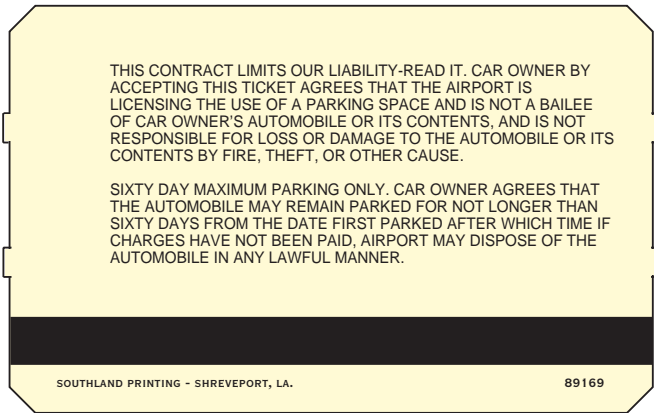 THIS CONTRACT LIMITS OUR LIABILITY-READ IT. CAR OWNER BY
ACCEPTING THIS TICKET AGREES THAT THE AIRPORT IS
LICENSING THE USE OF A PARKING SPACE AND IS NOT A BAILEE
OF CAR OWNER'S AUTOMOBILE OR ITS CONTENTS, AND IS NOT
RESPONSIBLE FOR LOSS OR DAMAGE TO THE AUTOMOBILE OR ITS
CONTENTS BY FIRE, THEFT, OR OTHER CAUSE.
SIXTY DAY MAXIMUM PARKING ONLY. CAR OWNER AGREES THAT
THE AUTOMOBILE MAY REMAIN PARKED FOR NOT LONGER THAN
SIXTY DAYS FROM THE DATE FIRST PARKED AFTER WHICH TIME IF
CHARGES HAVE NOT BEEN PAID, AIRPORT MAY DISPOSE OF THE
AUTOMOBILE IN ANY LAWFUL MANNER.
SOUTHLAND PRINTING - SHREVEPORT, LA. 89169